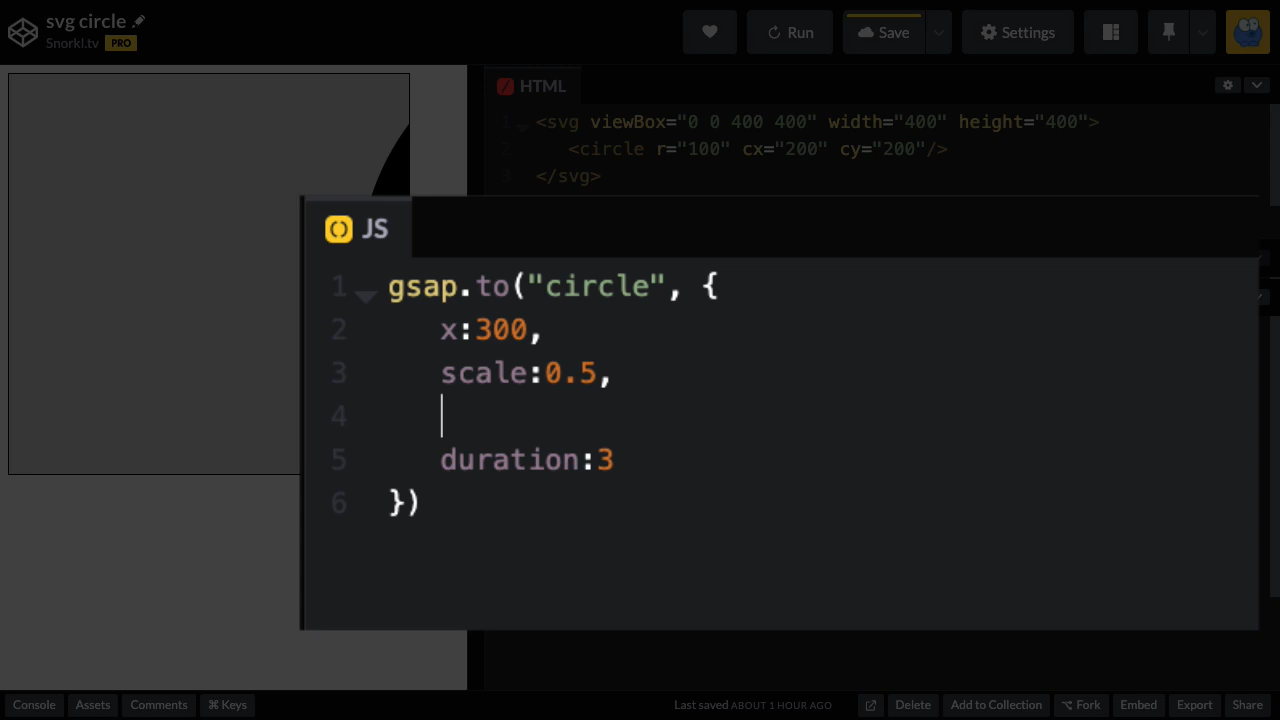 svg circle
Snorkl.tv PRO
Run
Save
Settings
HTML
1 <svg viewBox="0 0 400 400" width="400" height="400">
2 <circle r="100" cx="200" cy="200"/>
3 </svg>
JS
1 gsap.to("circle", {
2 x:300,
3 scale:0.5,
4
5 duration:3
6 })
Console Assets Comments ⌘ Keys Last saved ABOUT 1 HOUR AGO Delete Add to Collection ⌥ Fork Embed Export Share